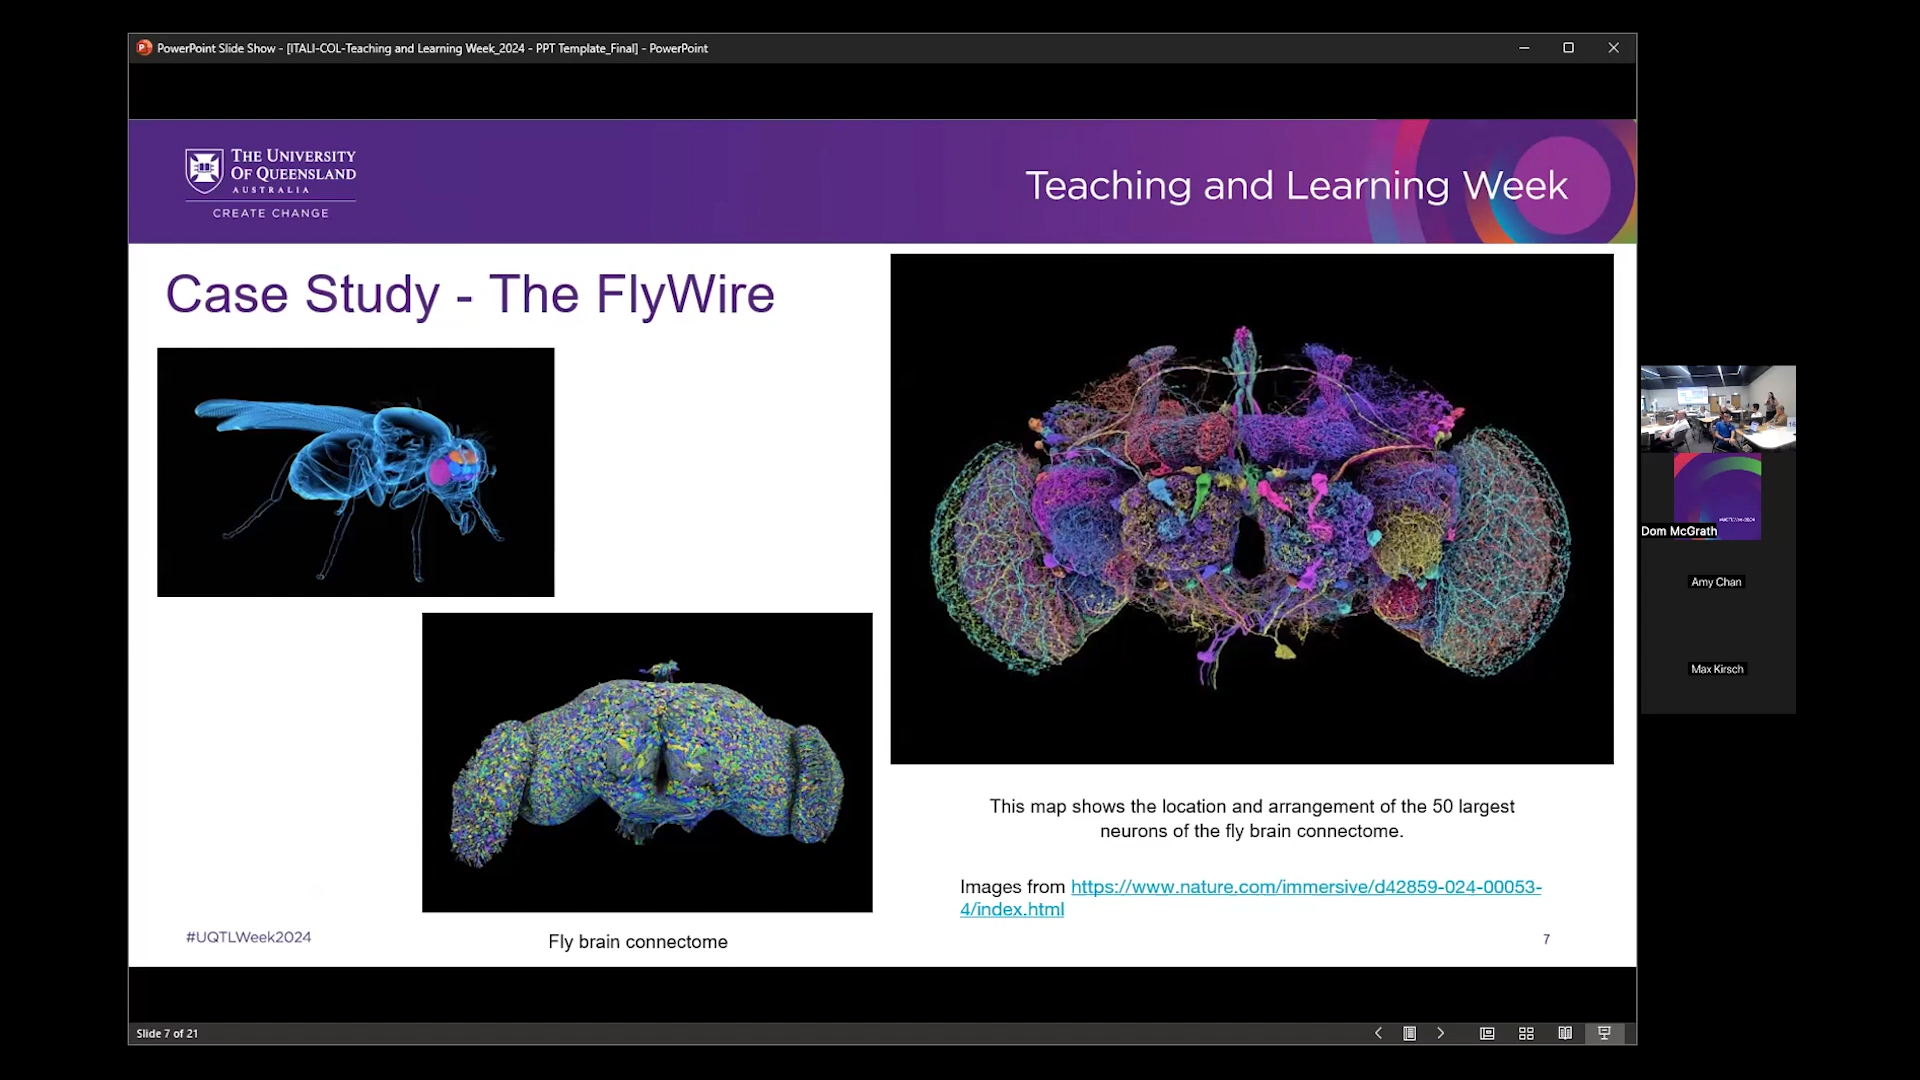 PowerPoint Slide Show - [ITALI-COL-Teaching and Learning Week_2024 - PPT Template_Final] - PowerPoint
THE UNIVERSITY
OF QUEENSLAND
AUSTRALIA
CREATE CHANGE
Teaching and Learning Week
Case Study - The FlyWire
This map shows the location and arrangement of the 50 largest
neurons of the fly brain connectome.
Images from https://www.nature.com/immersive/d42859-024-00053-
4/index.html
#UQTLWeek2024
Fly brain connectome
7
Slide 7 of 21
Dom McGrath
Amy Chan
Max Kirsch